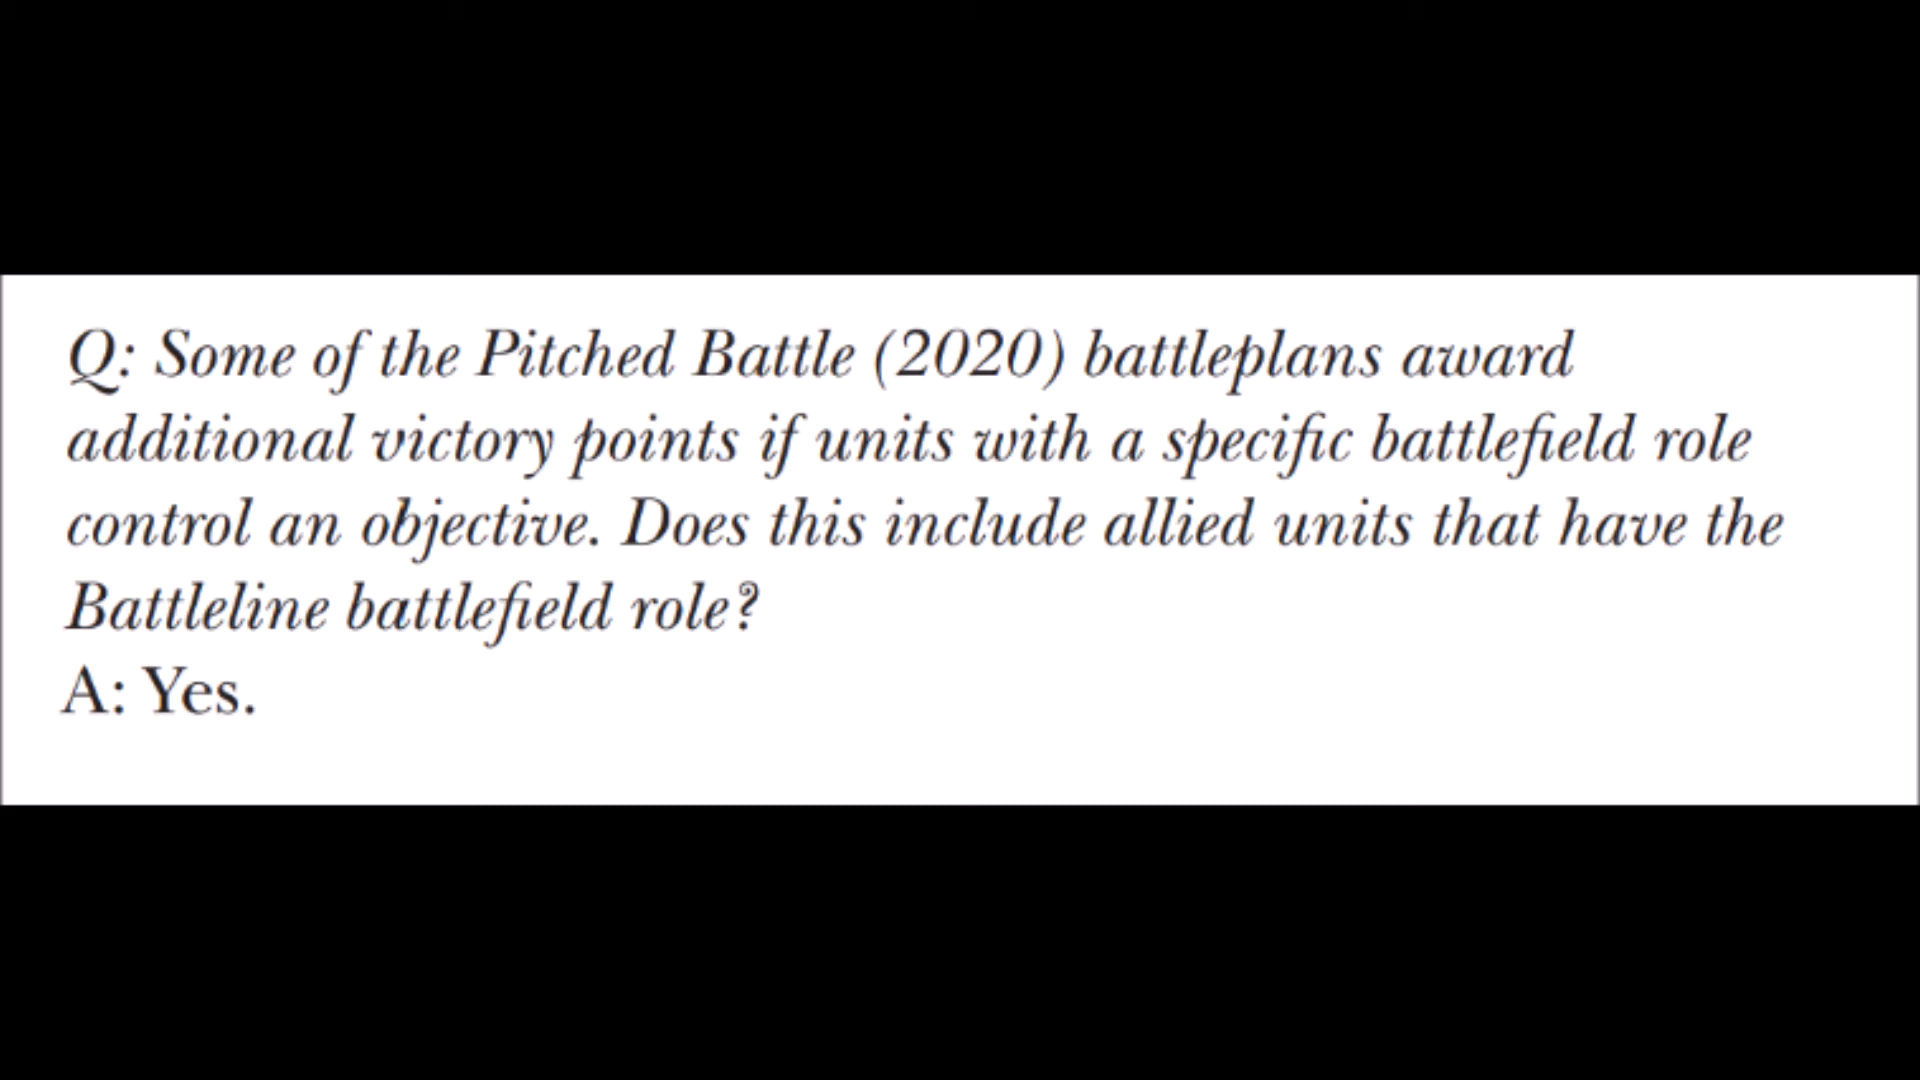 Q: Some of the Pitched Battle (2020) battleplans award
additional victory points if units with a specific battlefield role
control an objective. Does this include allied units that have the
Battleline battlefield role?
A: Yes.